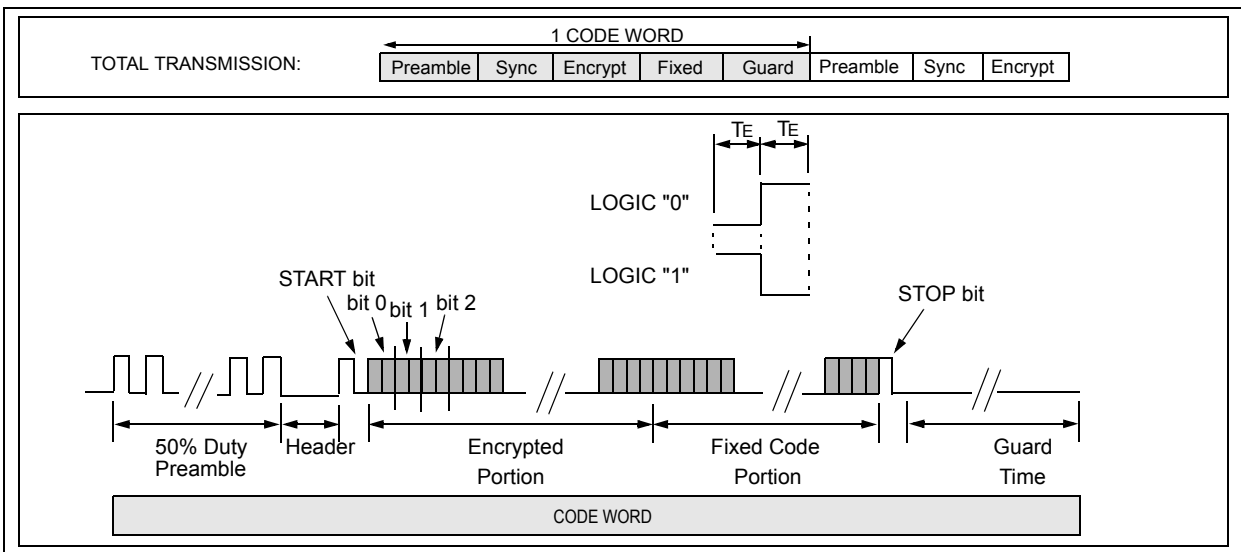 1 CODE WORD
TOTAL TRANSMISSION:
Preamble Sync Encrypt Fixed Guard Preamble Sync Encrypt
TE TE
LOGIC "0"
LOGIC "1"
START bit
bit 0 bit 1 bit 2
STOP bit
50% Duty
Preamble
Header
Encrypted
Portion
Fixed Code
Portion
Guard
Time
CODE WORD